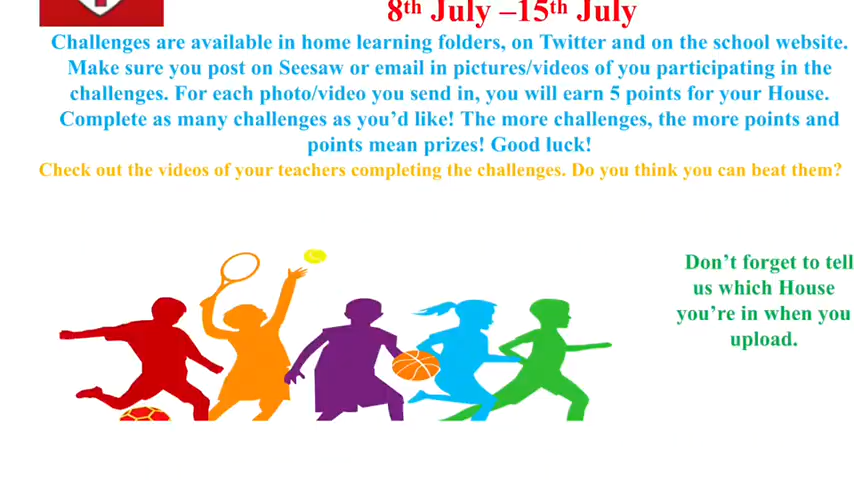 8th July –15th July
Challenges are available in home learning folders, on Twitter and on the school website.
Make sure you post on Seesaw or email in pictures/videos of you participating in the
challenges. For each photo/video you send in, you will earn 5 points for your House.
Complete as many challenges as you’d like! The more challenges, the more points and
points mean prizes! Good luck!
Check out the videos of your teachers completing the challenges. Do you think you can beat them?
Don’t forget to tell
us which House
you’re in when you
upload.